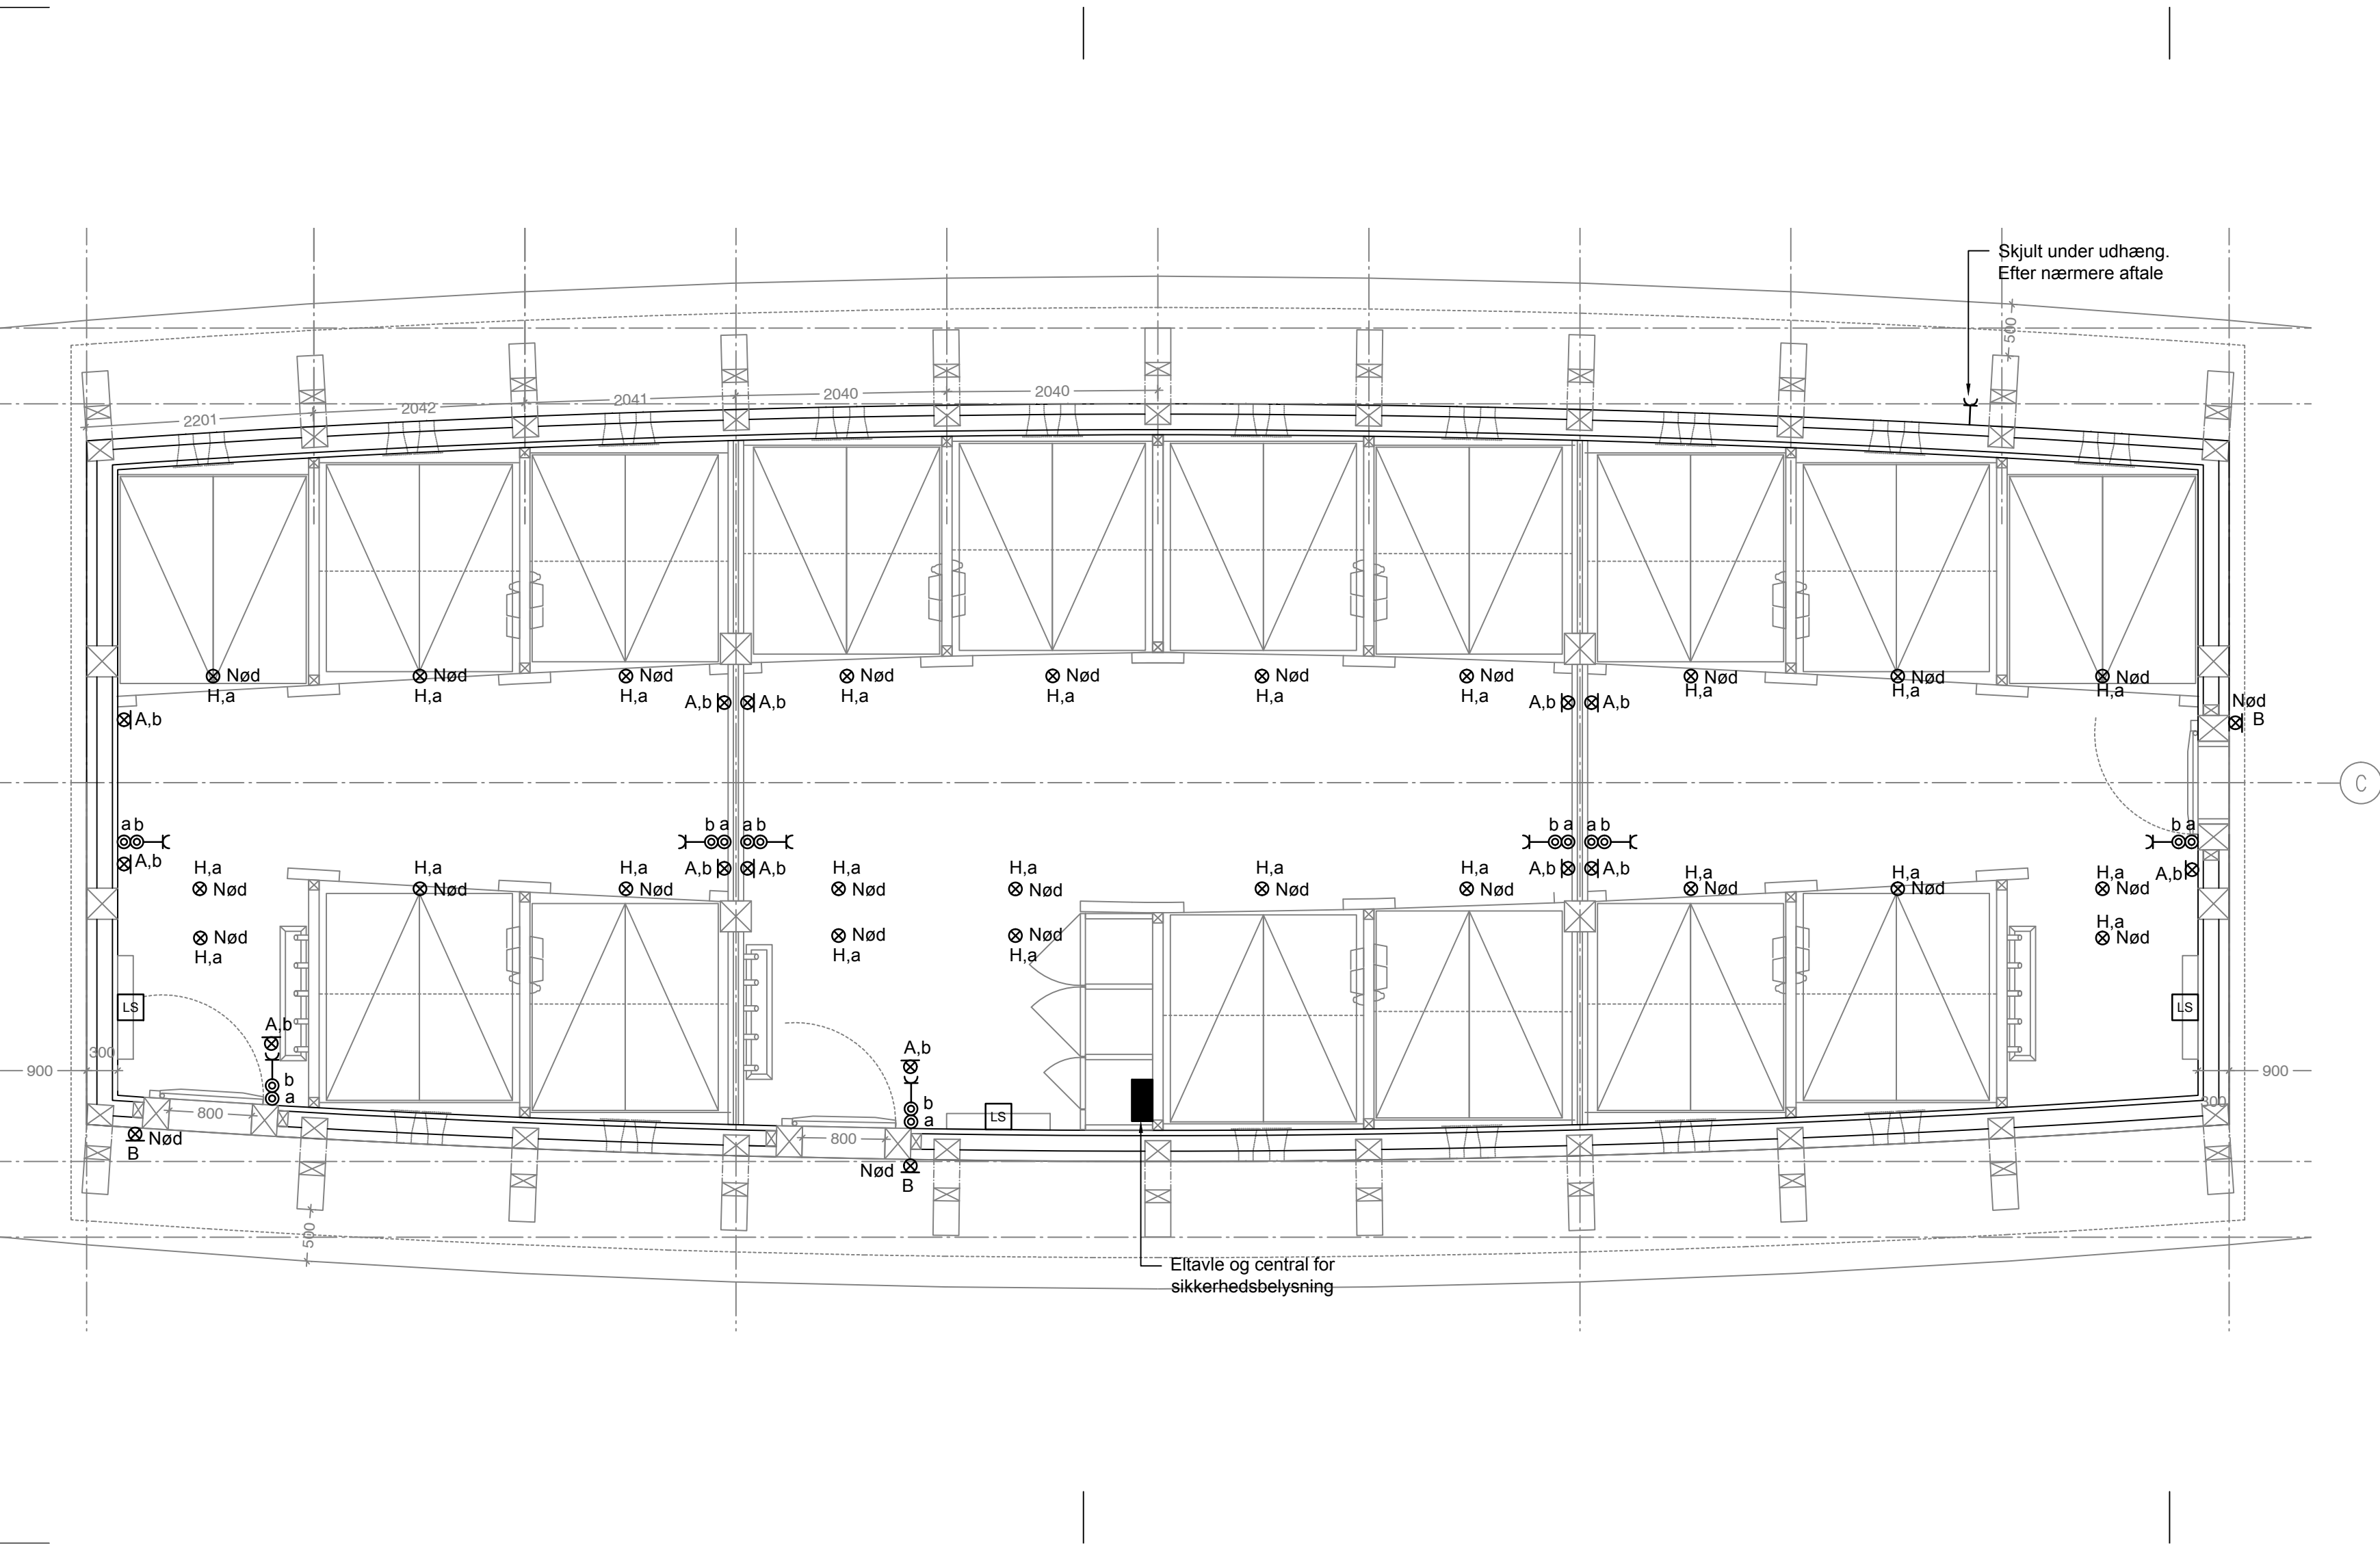 Skjult under udhæng.
Efter nærmere aftale
500
2201
2042
2041
2040
2040
Nød
H,a
Nød
H,a
Nød
H,a
Nød
H,a
Nød
H,a
Nød
H,a
Nød
H,a
Nød
H,a
Nød
H,a
Nød
H,a
A,b
A,b
A,b
A,b
A,b
Nød
B
C
a b
b a
a b
b a
a b
b a
A,b
A,b
A,b
A,b
A,b
A,b
H,a
Nød
H,a
Nød
H,a
Nød
H,a
Nød
H,a
Nød
H,a
Nød
H,a
Nød
H,a
Nød
H,a
Nød
H,a
Nød
Nød
H,a
Nød
H,a
Nød
H,a
H,a
Nød
LS
LS
A,b
b
a
A,b
b
a
LS
300
900
900
300
800
800
Nød
B
Nød
B
500
Eltavle og central for
sikkerhedsbelysning